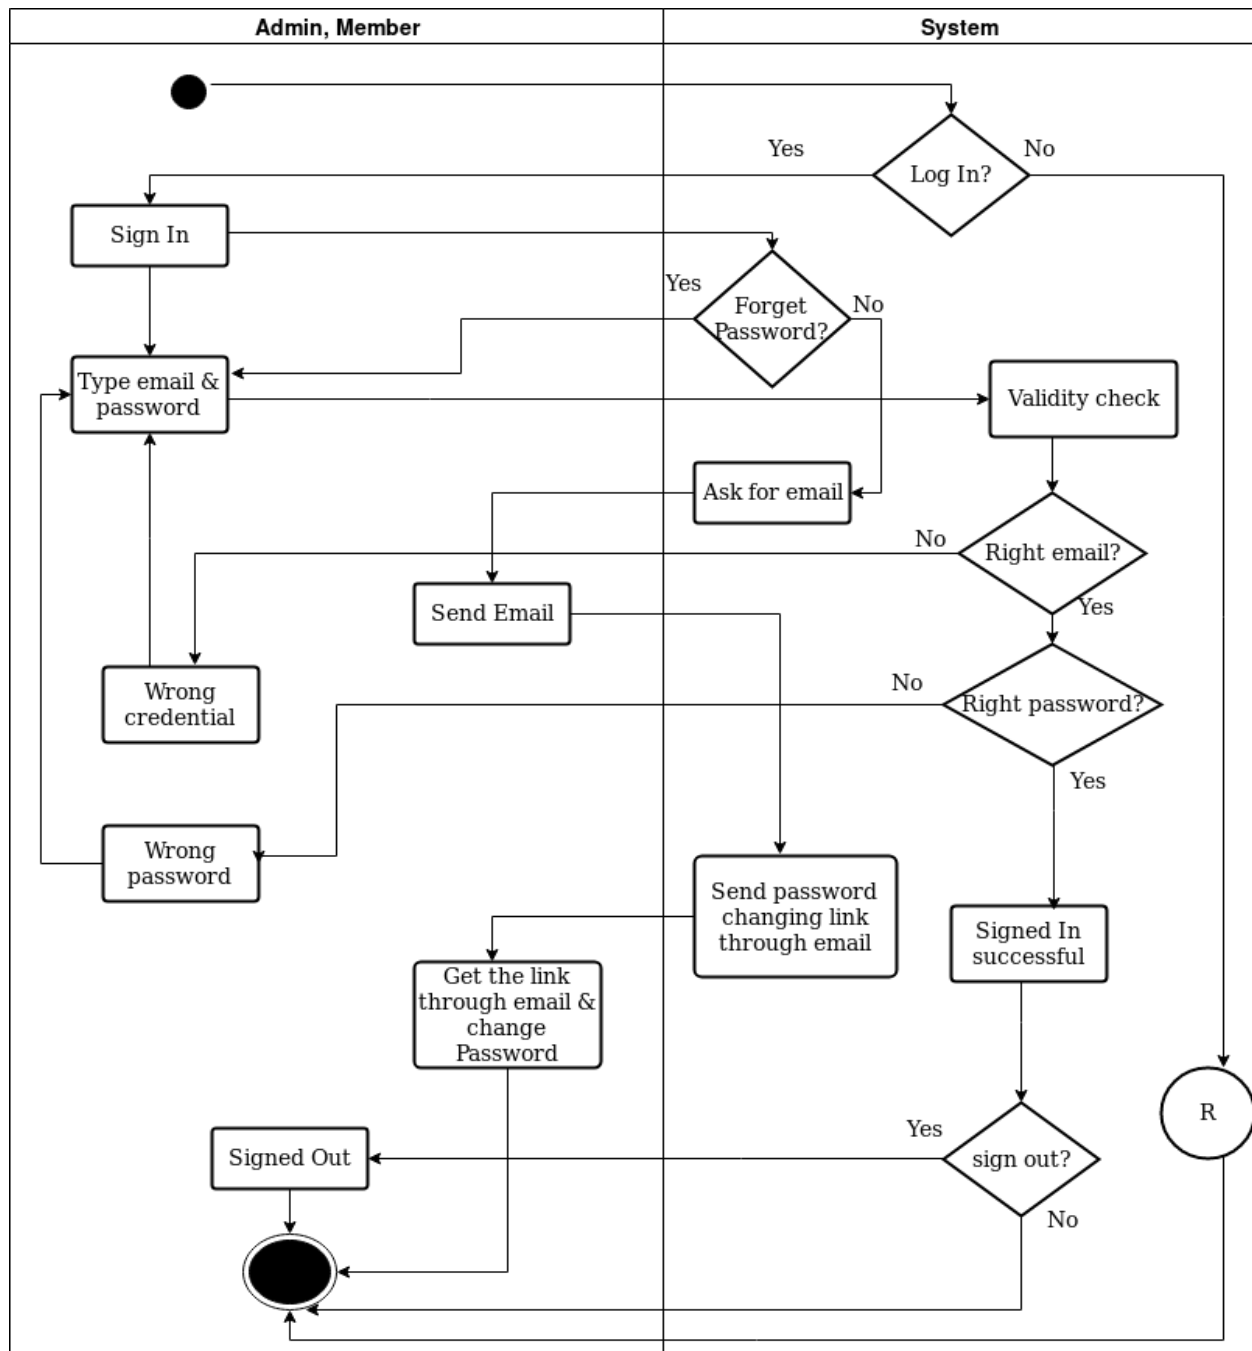 Admin, Member
System
Yes
No
Log In?
Sign In
Yes
No
Forget
Password?
Type email &
password
Validity check
Ask for email
No
Right email?
Yes
Send Email
Wrong
credential
No
Right password?
Yes
Wrong
password
Send password
changing link
through email
Signed In
successful
Get the link
through email &
change
Password
R
Yes
Signed Out
sign out?
No